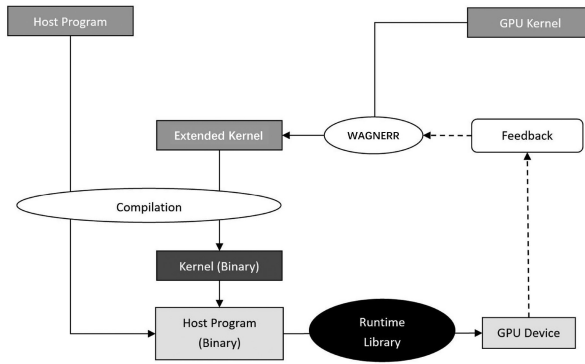 Host Program
GPU Kernel
Extended Kernel
WAGNERR
Feedback
Compilation
Kernel (Binary)
Host Program
(Binary)
Runtime
Library
GPU Device